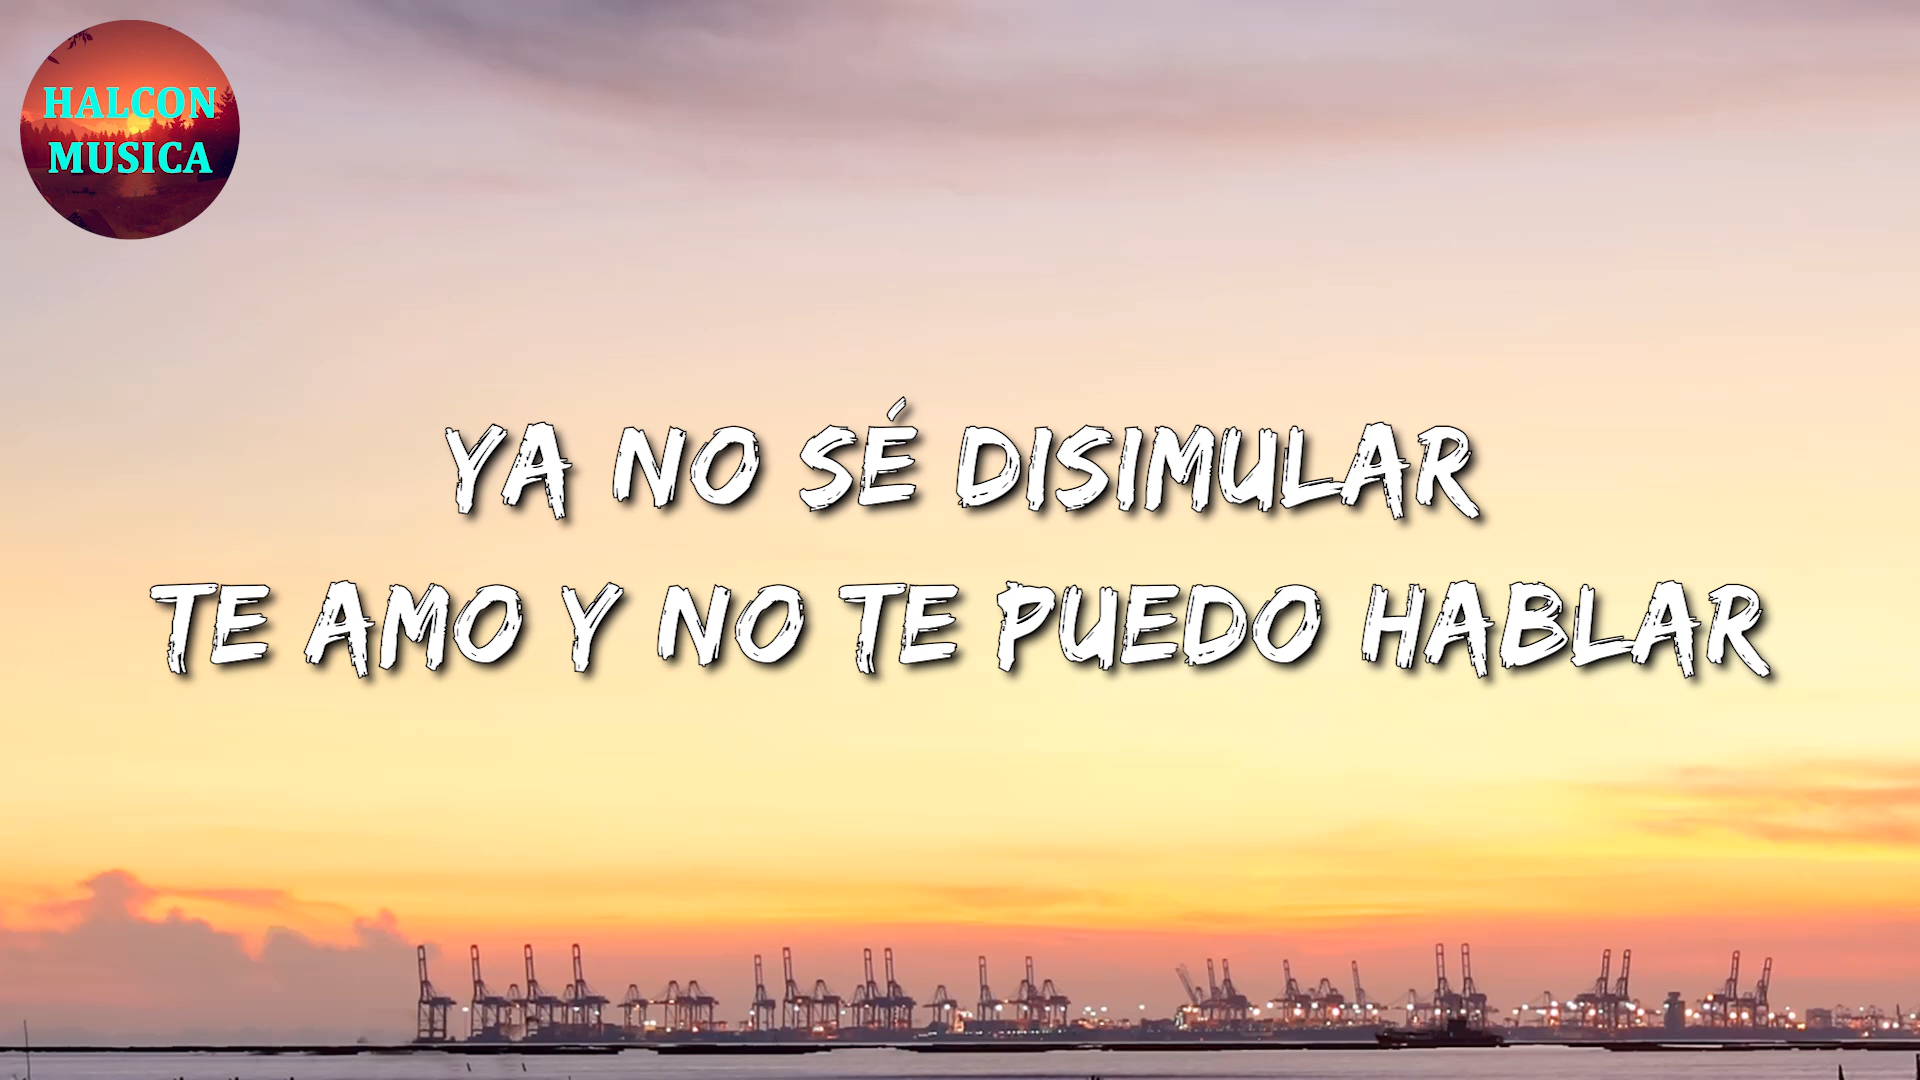 HALCON
MUSICA
YA NO SÉ DISIMULAR
TE AMO Y NO TE PUEDO HABLAR